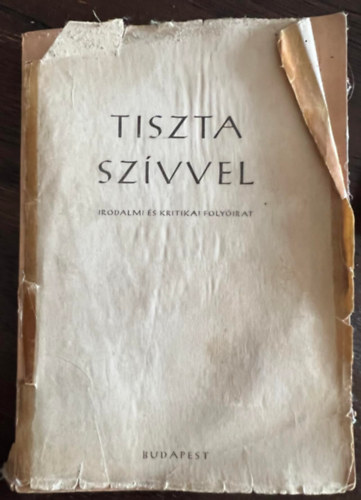 TISZTA
SZÍVVEL
IRODALMI ÉS KRITIKAI FOLYÓIRAT
BUDAPEST